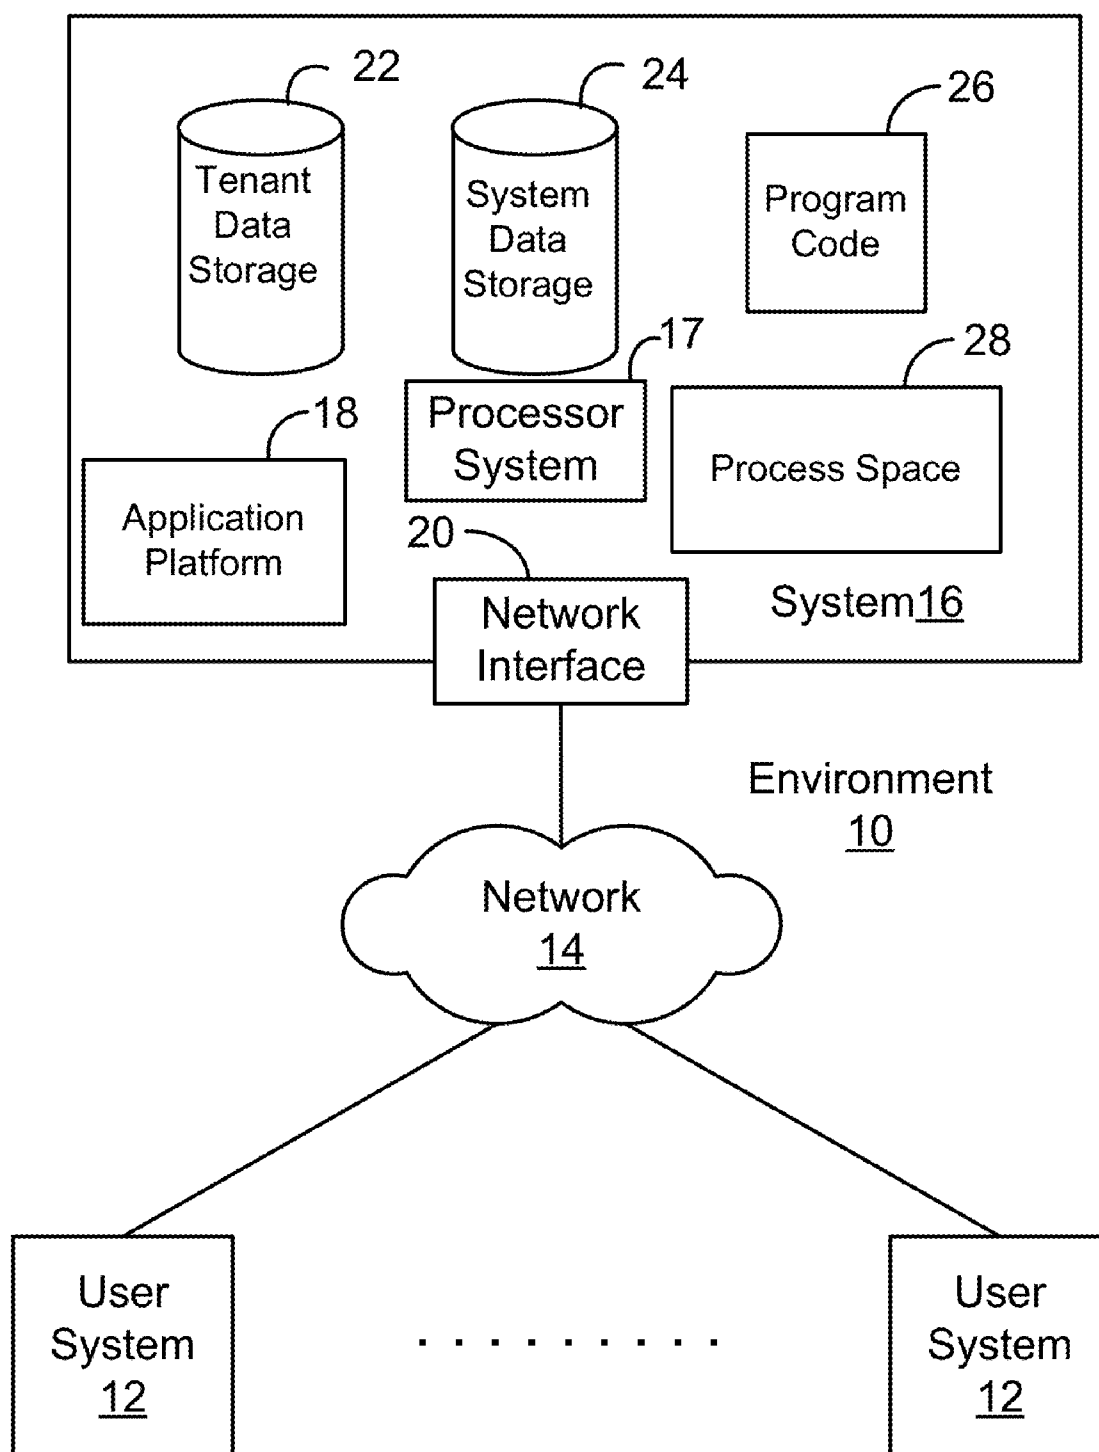 22
Tenant
Data
Storage
24
System
Data
Storage
26
Program
Code
17
Processor
System
28
Process Space
18
Application
Platform
20
Network
Interface
System16
Environment
10
Network
14
User
System
12
. . . . . . . . .
User
System
12